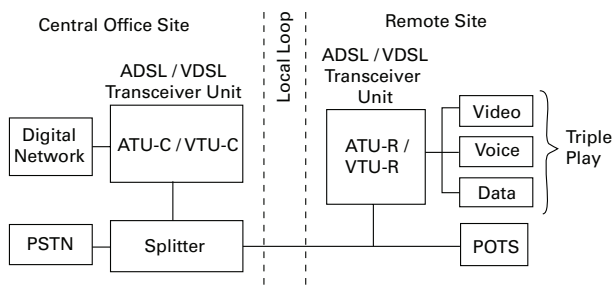 Central Office Site
Local Loop
Remote Site
ADSL / VDSL
Transceiver Unit
ADSL / VDSL
Transceiver
Unit
Digital
Network
ATU-C / VTU-C
ATU-R /
VTU-R
Video
Voice
Data
Triple
Play
PSTN
Splitter
POTS